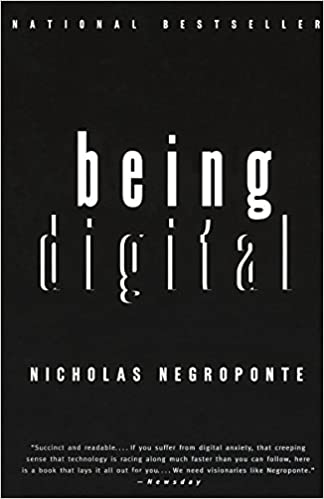 NATIONAL BESTSELLER
being
digital
NICHOLAS NEGROPONTE
"Succinct and readable.... If you suffer from digital anxiety, that creeping
sense that technology is racing along much faster than you can follow, here
is a book that lays it all out for you.... We need visionaries like Negroponte."
—Newsday